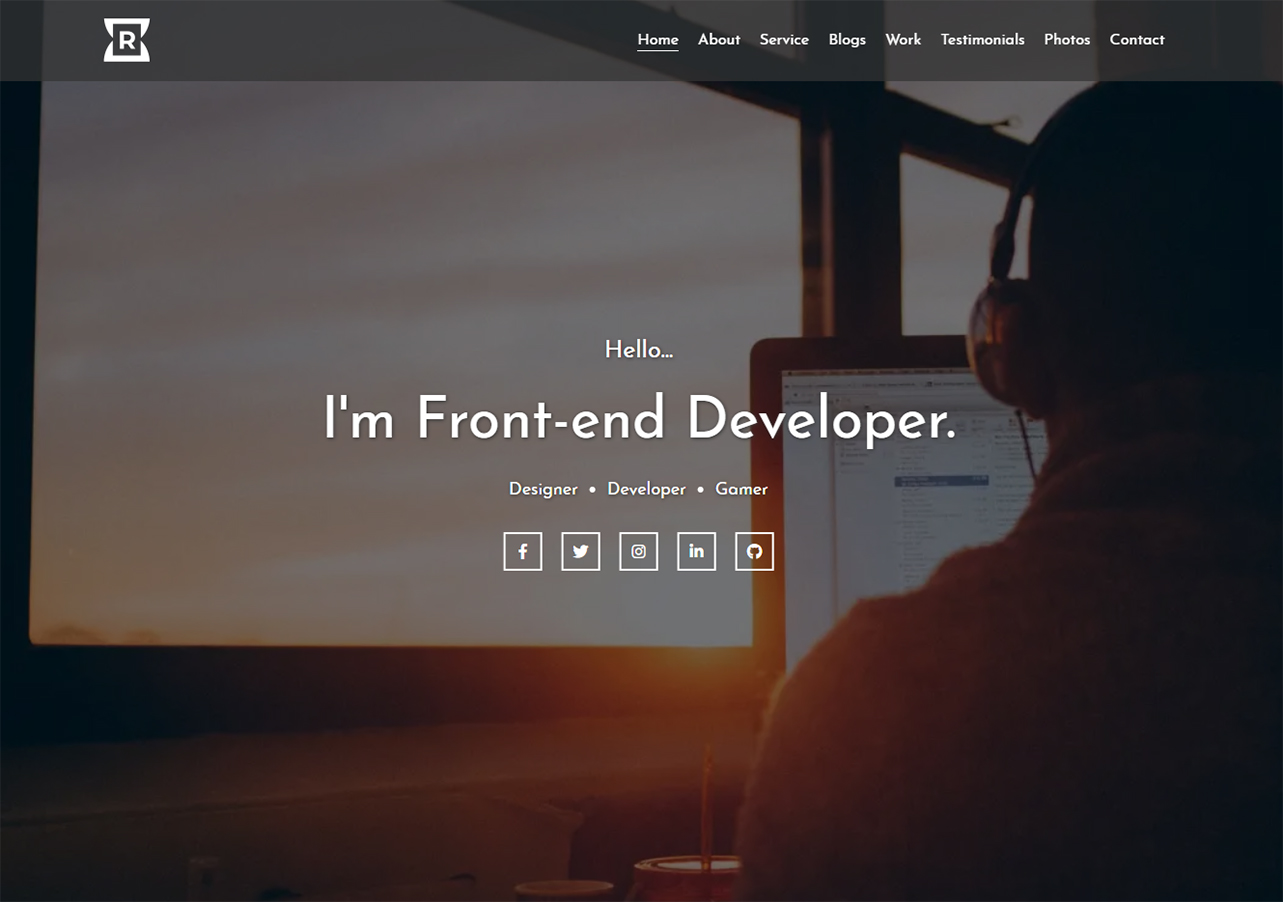 R
Home About Service Blogs Work Testimonials Photos Contact
Hello...
I'm Front-end Developer.
Designer • Developer • Gamer